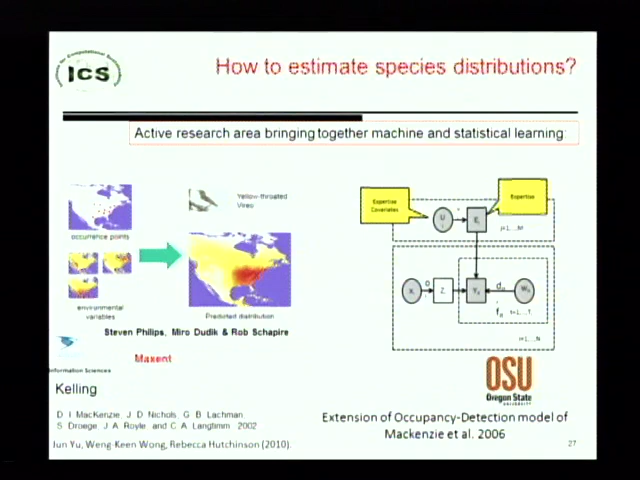 ICS
How to estimate species distributions?
Active research area bringing together machine and statistical learning:
Yellow-throated
Vireo
occurrence points
environmental
variables
Predicted distribution
Steven Philips, Miro Dudik & Rob Schapire
Maxent
Information Sciences
Kelling
D. I. MacKenzie, J. D. Nichols, G. B. Lachman,
S. Droege, J. A. Royle, and C. A. Langtimm. 2002
Jun Yu, Weng-Keen Wong, Rebecca Hutchinson (2010).
Expertise
Covariates
Expertise
OSU
Oregon State
UNIVERSITY
Extension of Occupancy-Detection model of
Mackenzie et al. 2006
27